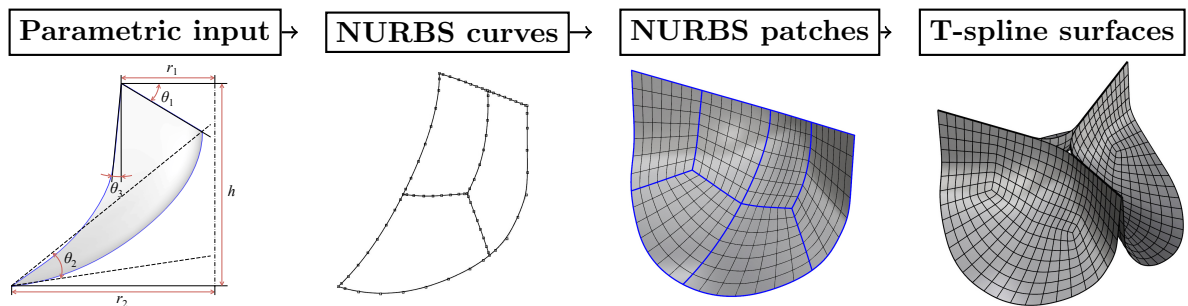 Parametric input → NURBS curves → NURBS patches → T-spline surfaces
r₁
θ₁
θ₃
h
θ₂
r₂